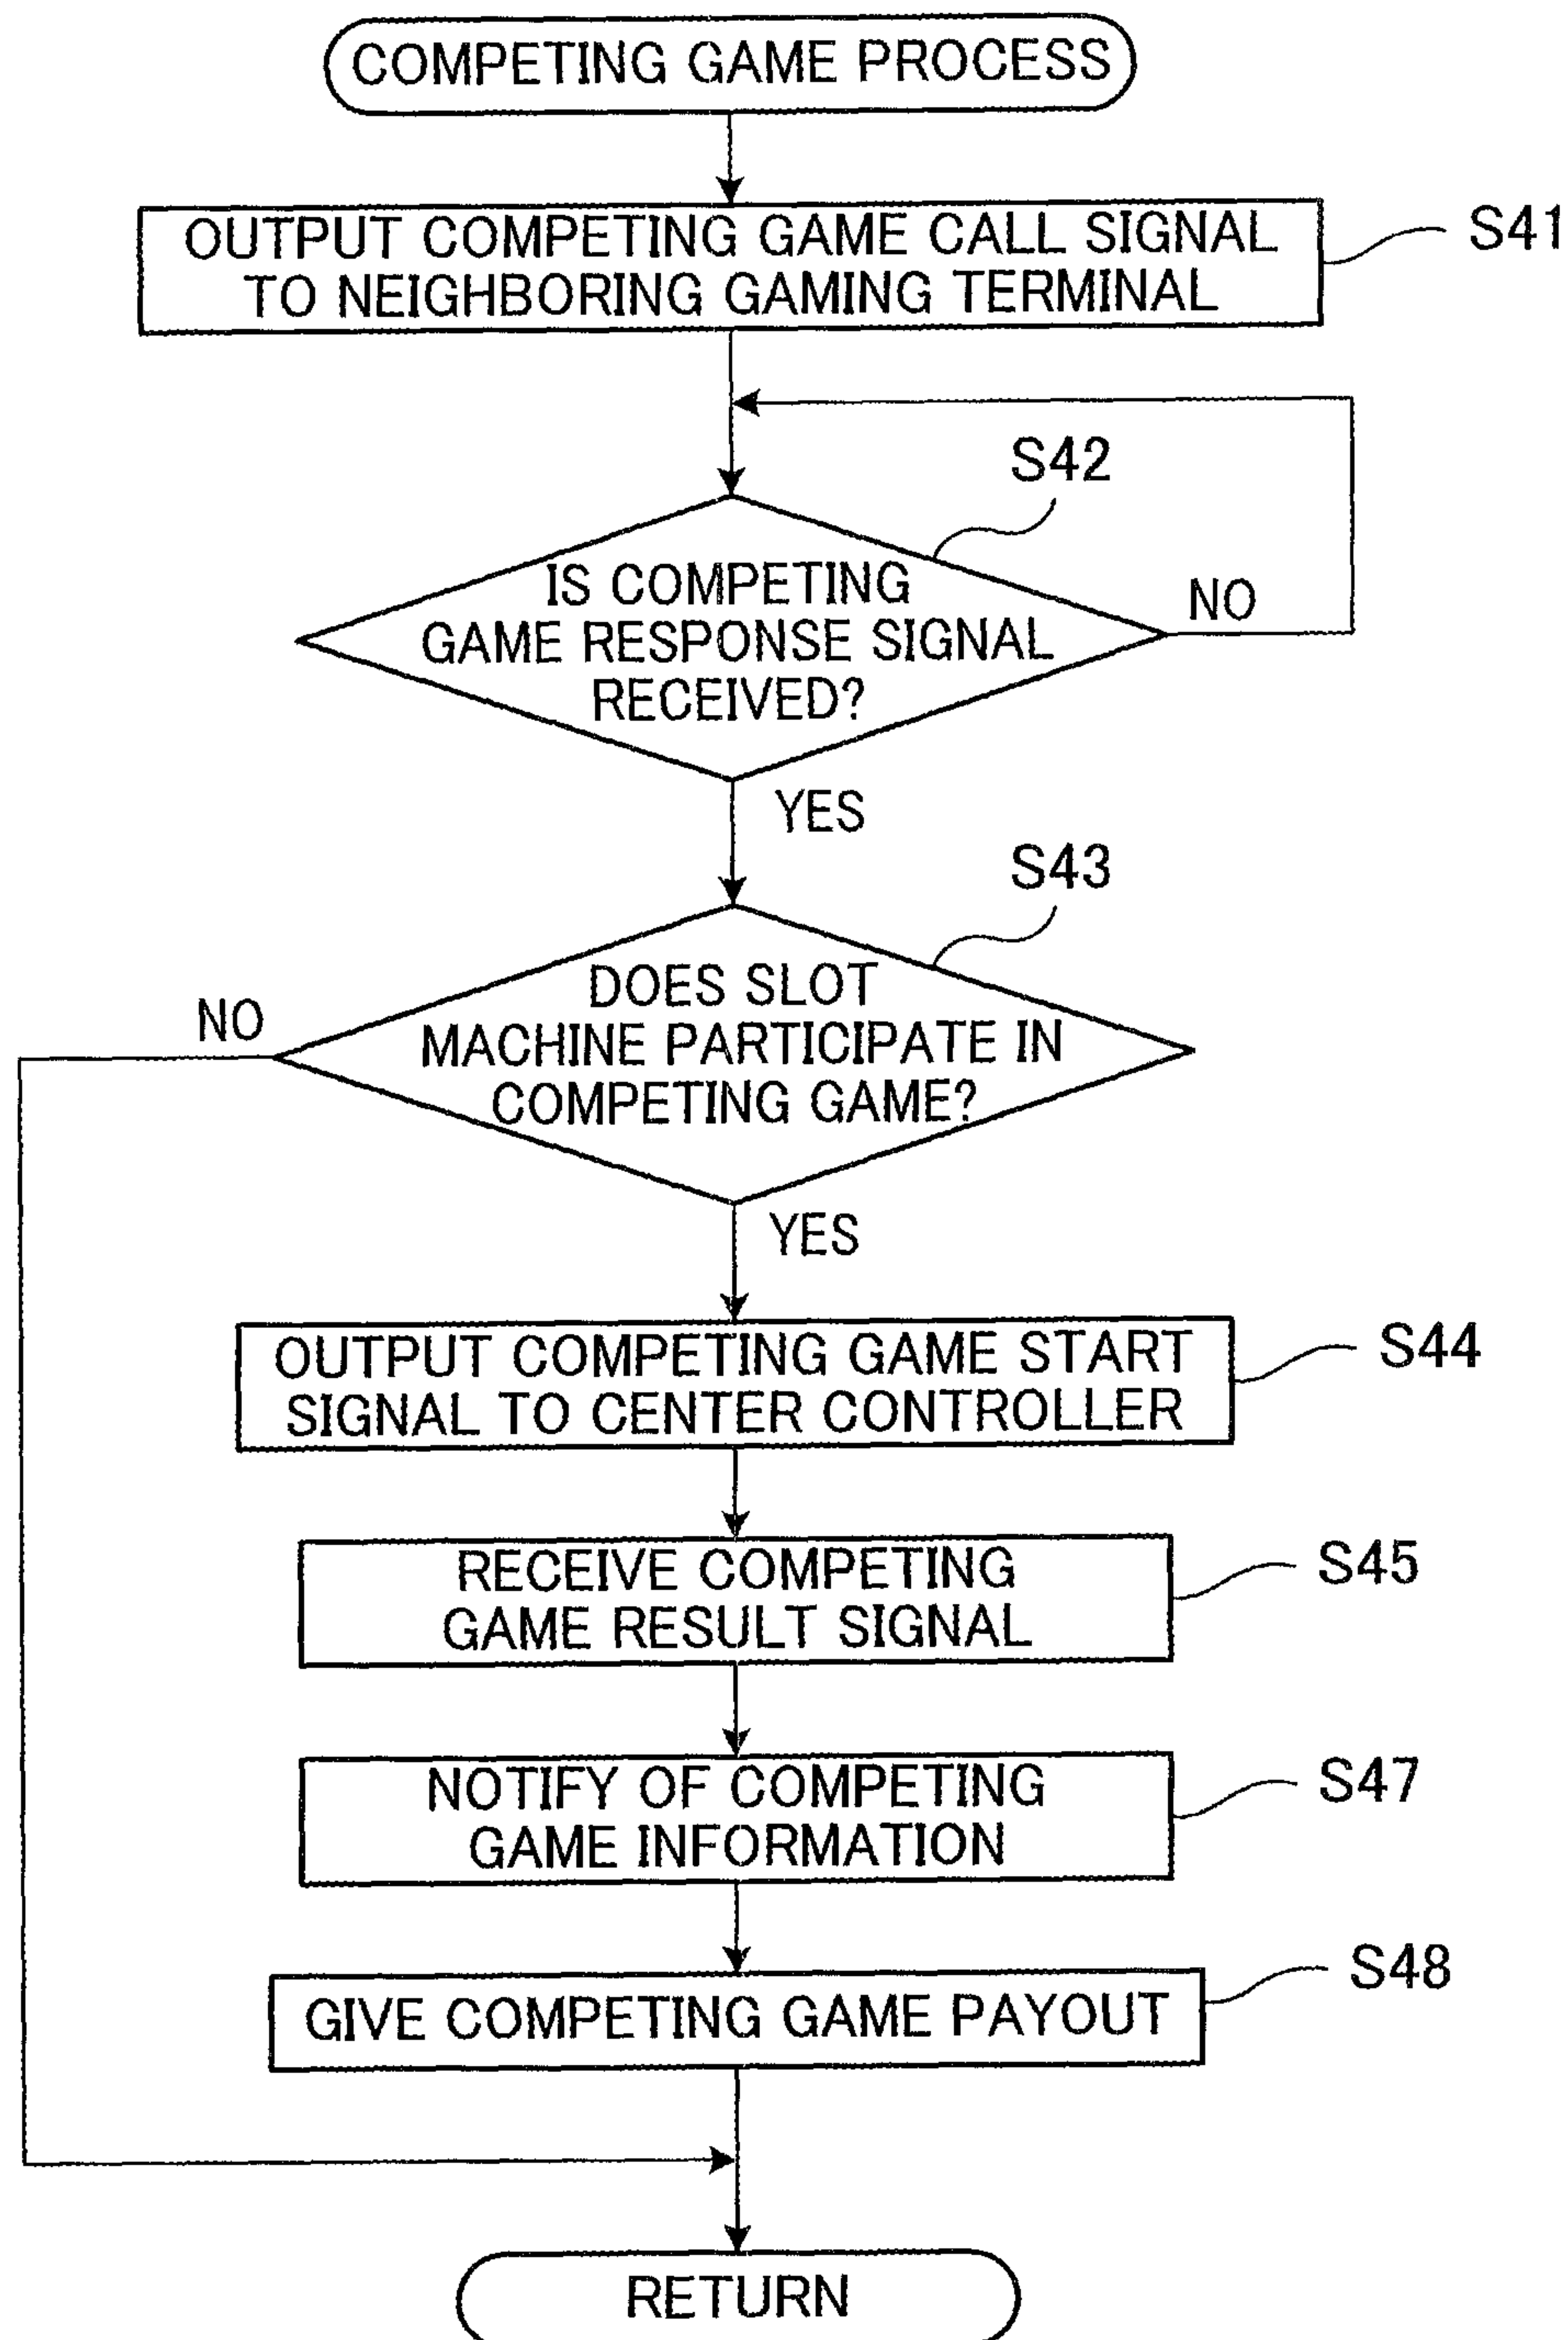 COMPETING GAME PROCESS
OUTPUT COMPETING GAME CALL SIGNAL
TO NEIGHBORING GAMING TERMINAL
S41
S42
IS COMPETING
GAME RESPONSE SIGNAL
RECEIVED?
NO
YES
S43
DOES SLOT
MACHINE PARTICIPATE IN
COMPETING GAME?
NO
YES
OUTPUT COMPETING GAME START
SIGNAL TO CENTER CONTROLLER
S44
RECEIVE COMPETING
GAME RESULT SIGNAL
S45
NOTIFY OF COMPETING
GAME INFORMATION
S47
GIVE COMPETING GAME PAYOUT
S48
RETURN